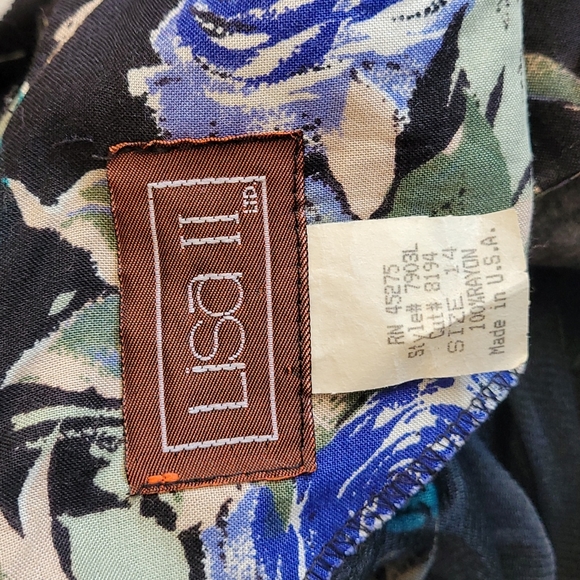 Lisa II LTD.
RN 45275
Style# 7903L
Cut# 8194
SIZE 14
100%RAYON
Made in U.S.A.